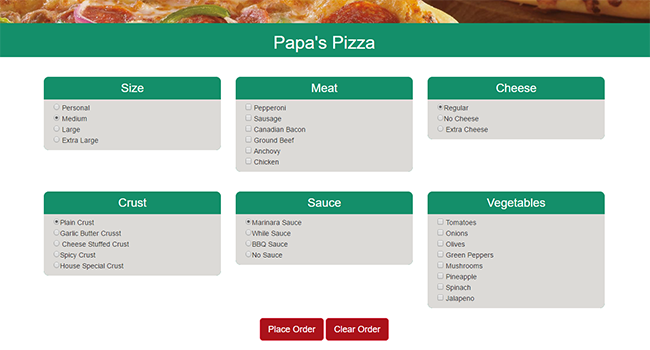 Papa's Pizza
Size
Personal
Medium
Large
Extra Large
Meat
Pepperoni
Sausage
Canadian Bacon
Ground Beef
Anchovy
Chicken
Cheese
Regular
No Cheese
Extra Cheese
Crust
Plain Crust
Garlic Butter Crusst
Cheese Stuffed Crust
Spicy Crust
House Special Crust
Sauce
Marinara Sauce
While Sauce
BBQ Sauce
No Sauce
Vegetables
Tomatoes
Onions
Olives
Green Peppers
Mushrooms
Pineapple
Spinach
Jalapeno
Place Order Clear Order